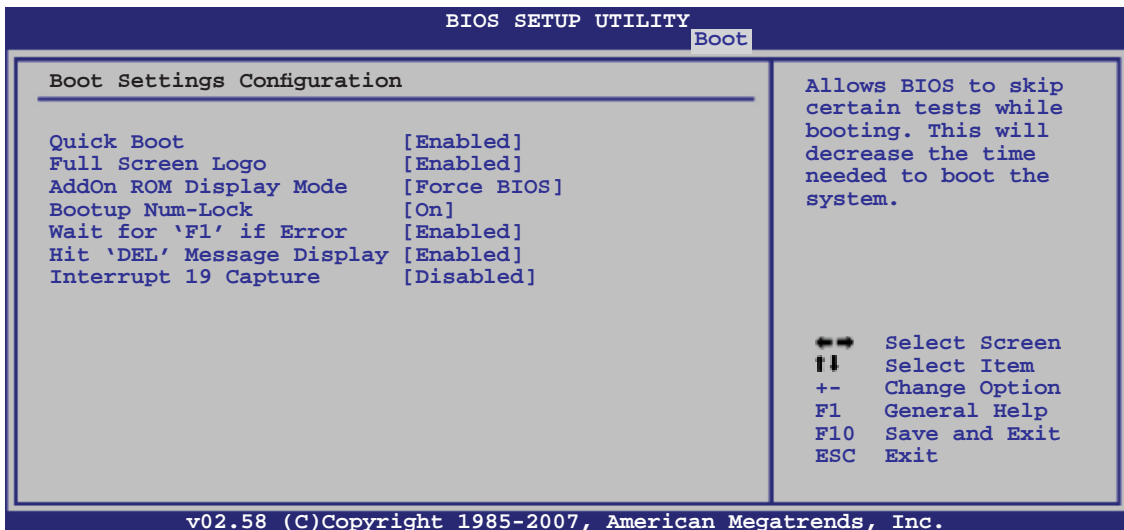 BIOS SETUP UTILITY
Boot
Boot Settings Configuration
Quick Boot [Enabled]
Full Screen Logo [Enabled]
AddOn ROM Display Mode [Force BIOS]
Bootup Num-Lock [On]
Wait for ‘F1’ if Error [Enabled]
Hit ‘DEL’ Message Display [Enabled]
Interrupt 19 Capture [Disabled]
Allows BIOS to skip
certain tests while
booting. This will
decrease the time
needed to boot the
system.
←→ Select Screen
↑↓ Select Item
+- Change Option
F1 General Help
F10 Save and Exit
ESC Exit
v02.58 (C)Copyright 1985-2007, American Megatrends, Inc.